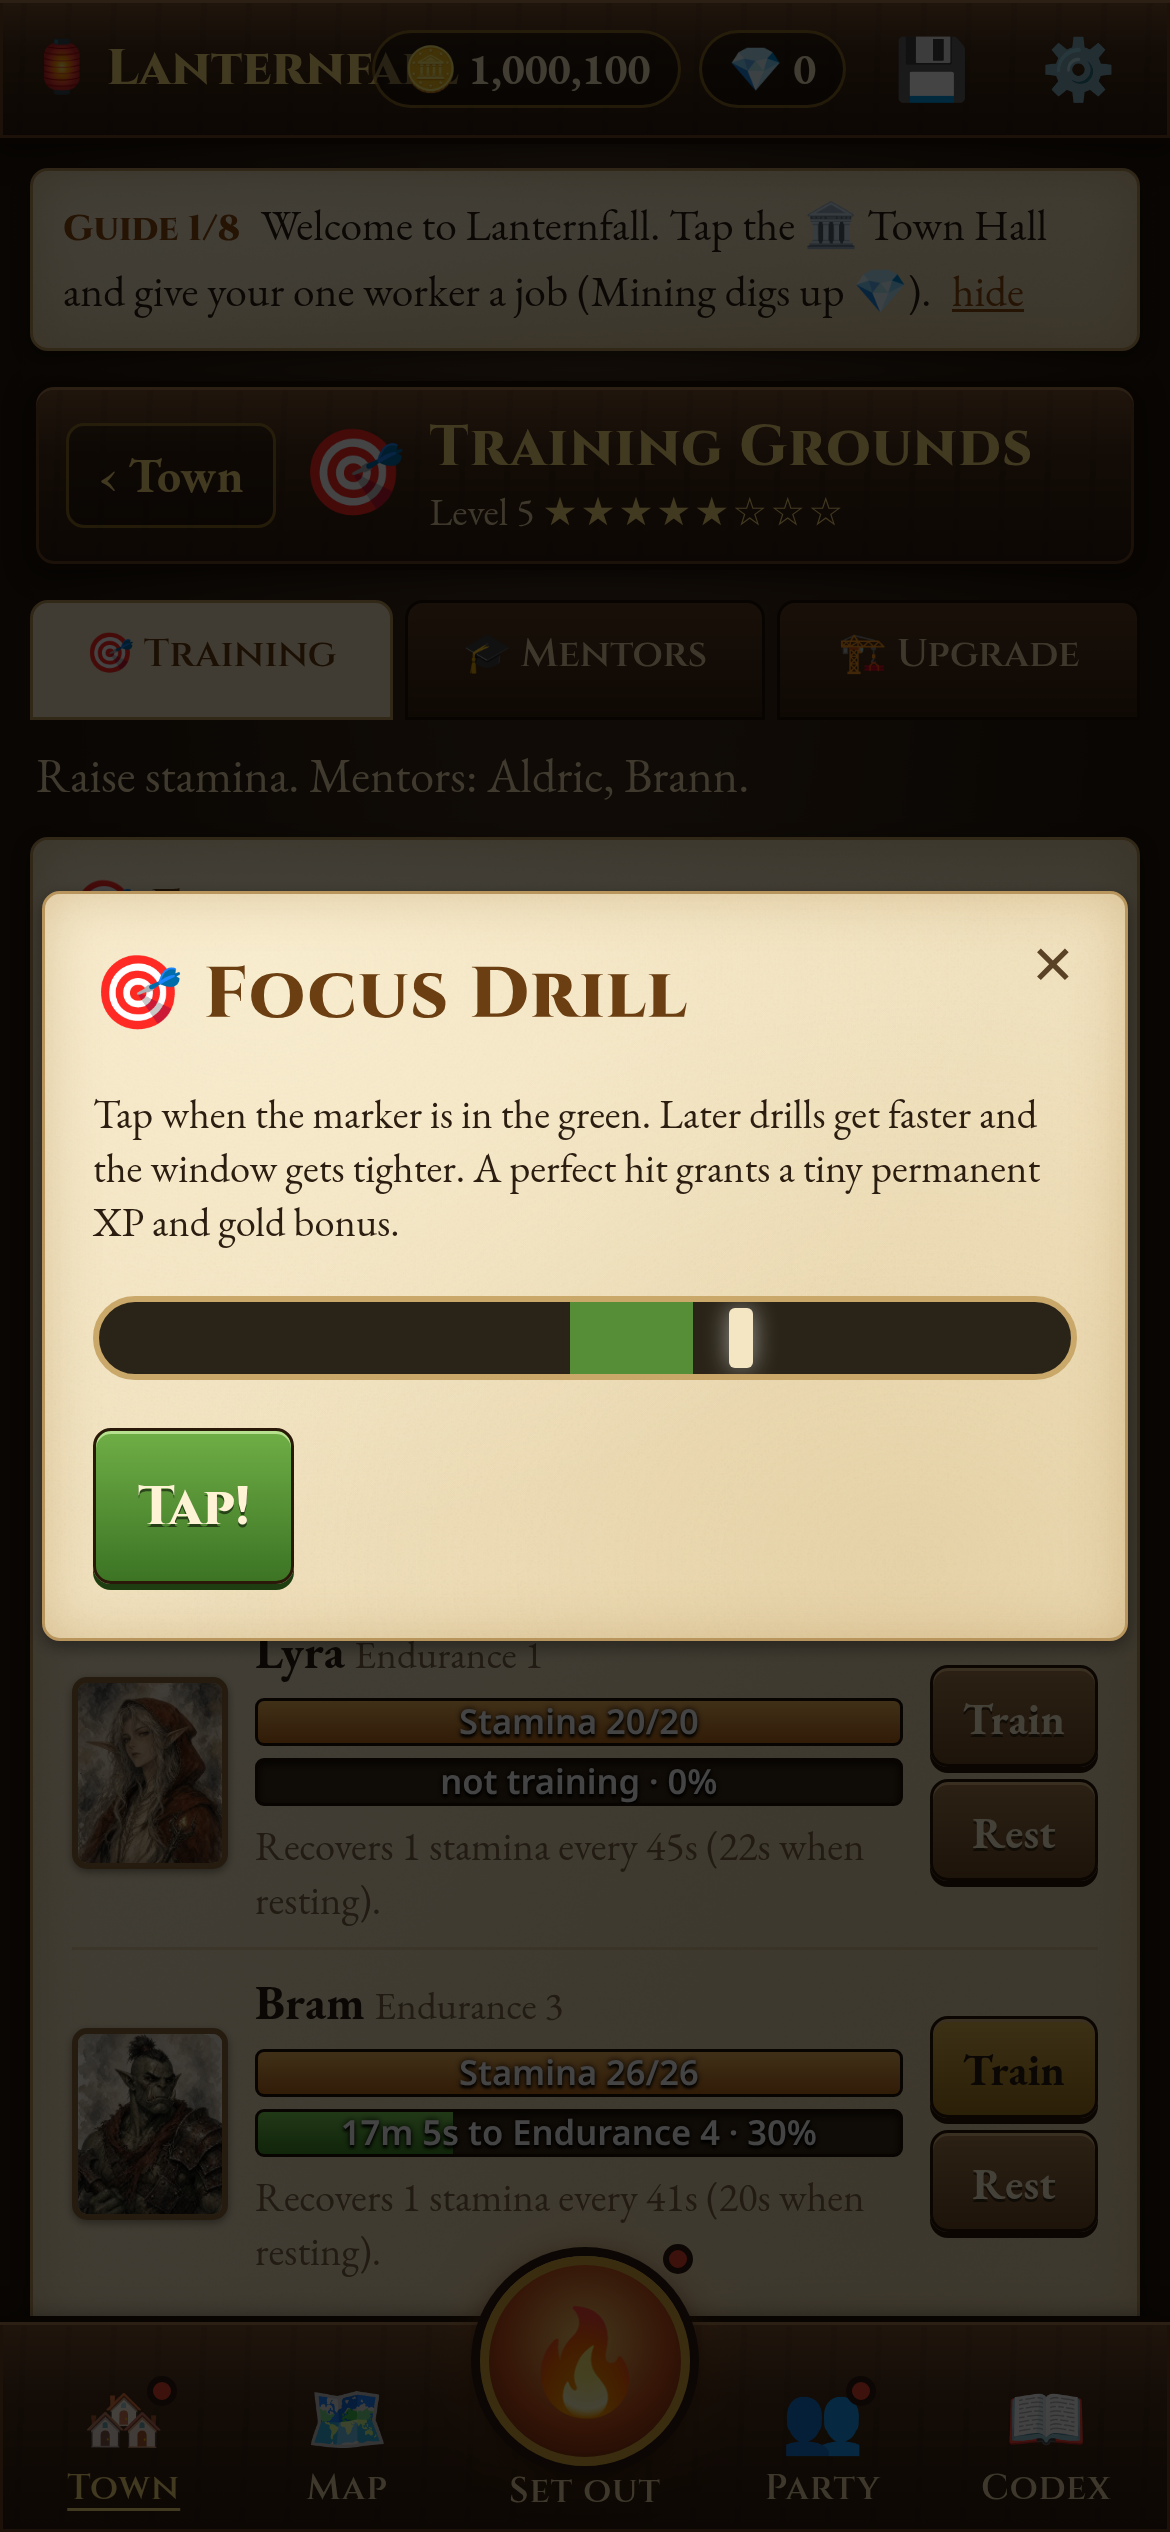 Lanternfall
1,000,100
0
Guide 1/8 Welcome to Lanternfall. Tap the Town Hall
and give your one worker a job (Mining digs up ). hide
‹ Town
Training Grounds
Level 5 ★★★★★☆☆☆
Training
Mentors
Upgrade
Raise stamina. Mentors: Aldric, Brann.
Focus Drill
×
Tap when the marker is in the green. Later drills get faster and
the window gets tighter. A perfect hit grants a tiny permanent
XP and gold bonus.
Tap!
Lyra Endurance 1
Stamina 20/20
not training · 0%
Recovers 1 stamina every 45s (22s when
resting).
Train
Rest
Bram Endurance 3
Stamina 26/26
17m 5s to Endurance 4 · 30%
Recovers 1 stamina every 41s (20s when
resting).
Train
Rest
Town
Map
Set out
Party
Codex